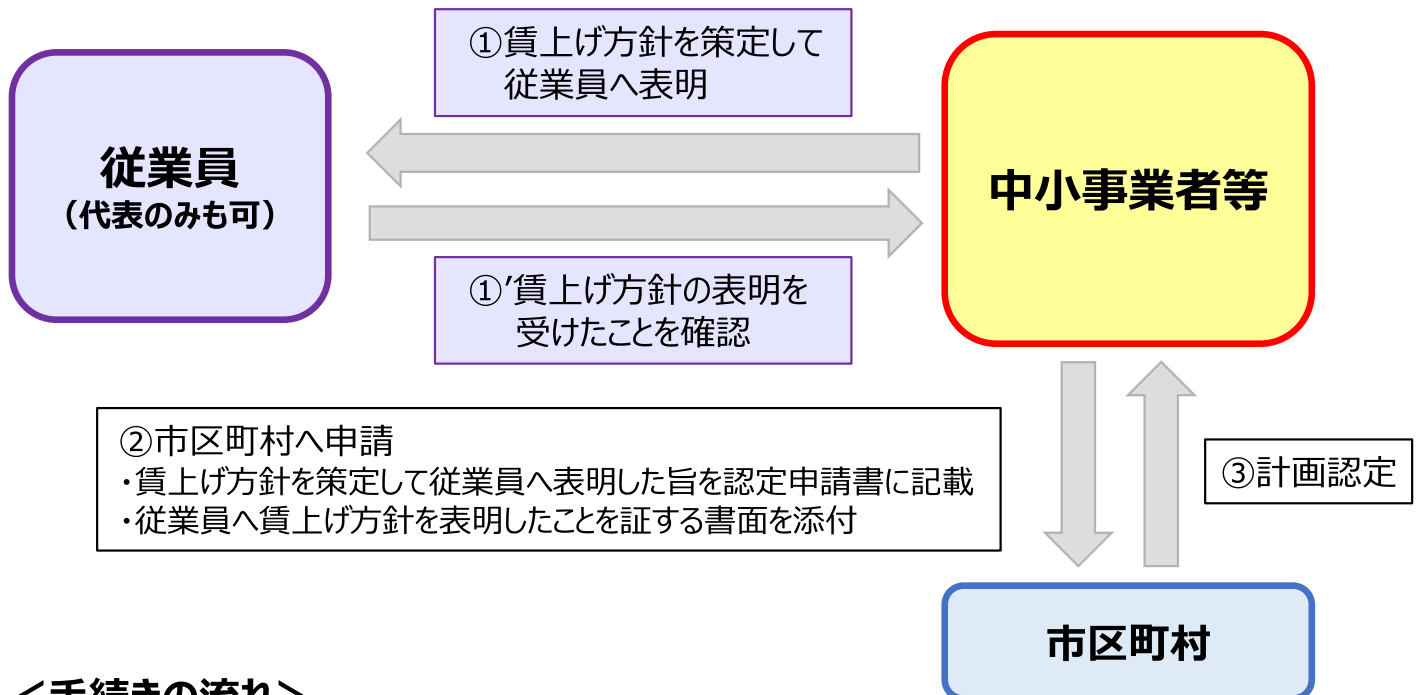 ①賃上げ方針を策定して
従業員へ表明
従業員
（代表のみも可）
中小事業者等
①’賃上げ方針の表明を
受けたことを確認
②市区町村へ申請
・賃上げ方針を策定して従業員へ表明した旨を認定申請書に記載
・従業員へ賃上げ方針を表明したことを証する書面を添付
③計画認定
市区町村
＜手続きの流れ＞